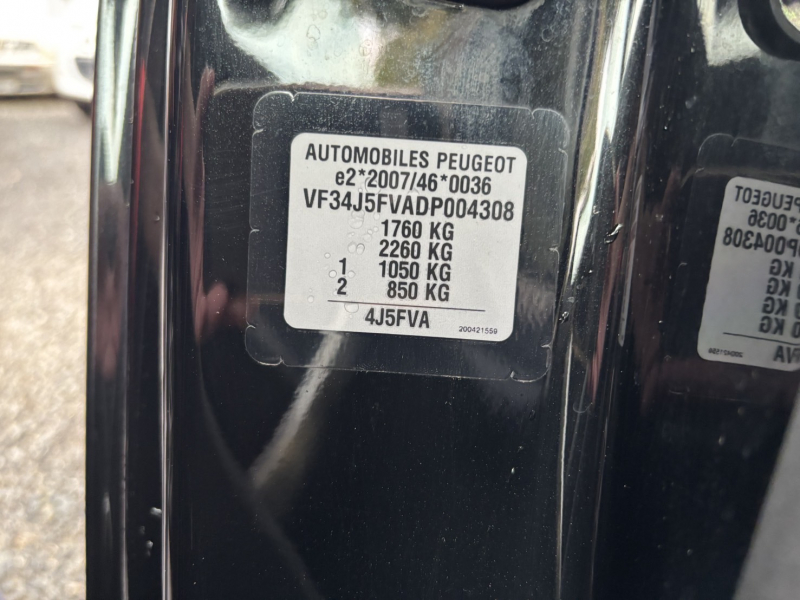 AUTOMOBILES PEUGEOT
e2*2007/46*0036
VF34J5FVADP004308
1760 KG
2260 KG
1 1050 KG
2 850 KG
4J5FVA 200421559